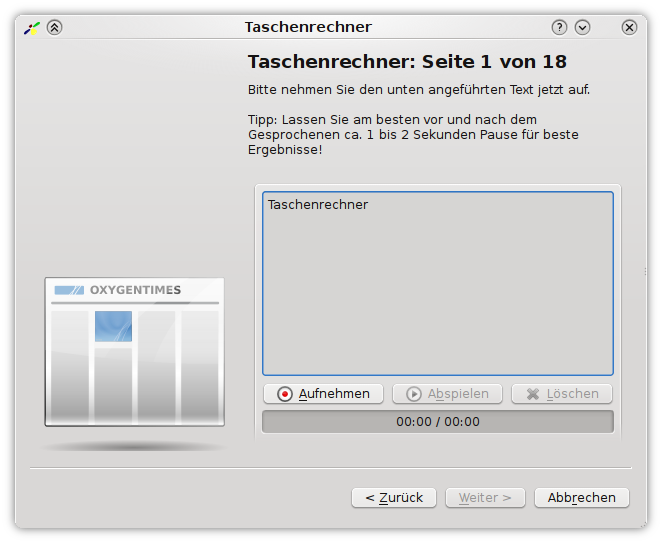 Taschenrechner
Taschenrechner: Seite 1 von 18
Bitte nehmen Sie den unten angeführten Text jetzt auf.
Tipp: Lassen Sie am besten vor und nach dem
Gesprochenen ca. 1 bis 2 Sekunden Pause für beste
Ergebnisse!
Taschenrechner
OXYGENTIMES
Aufnehmen Abspielen Löschen
00:00 / 00:00
< Zurück Weiter > Abbrechen